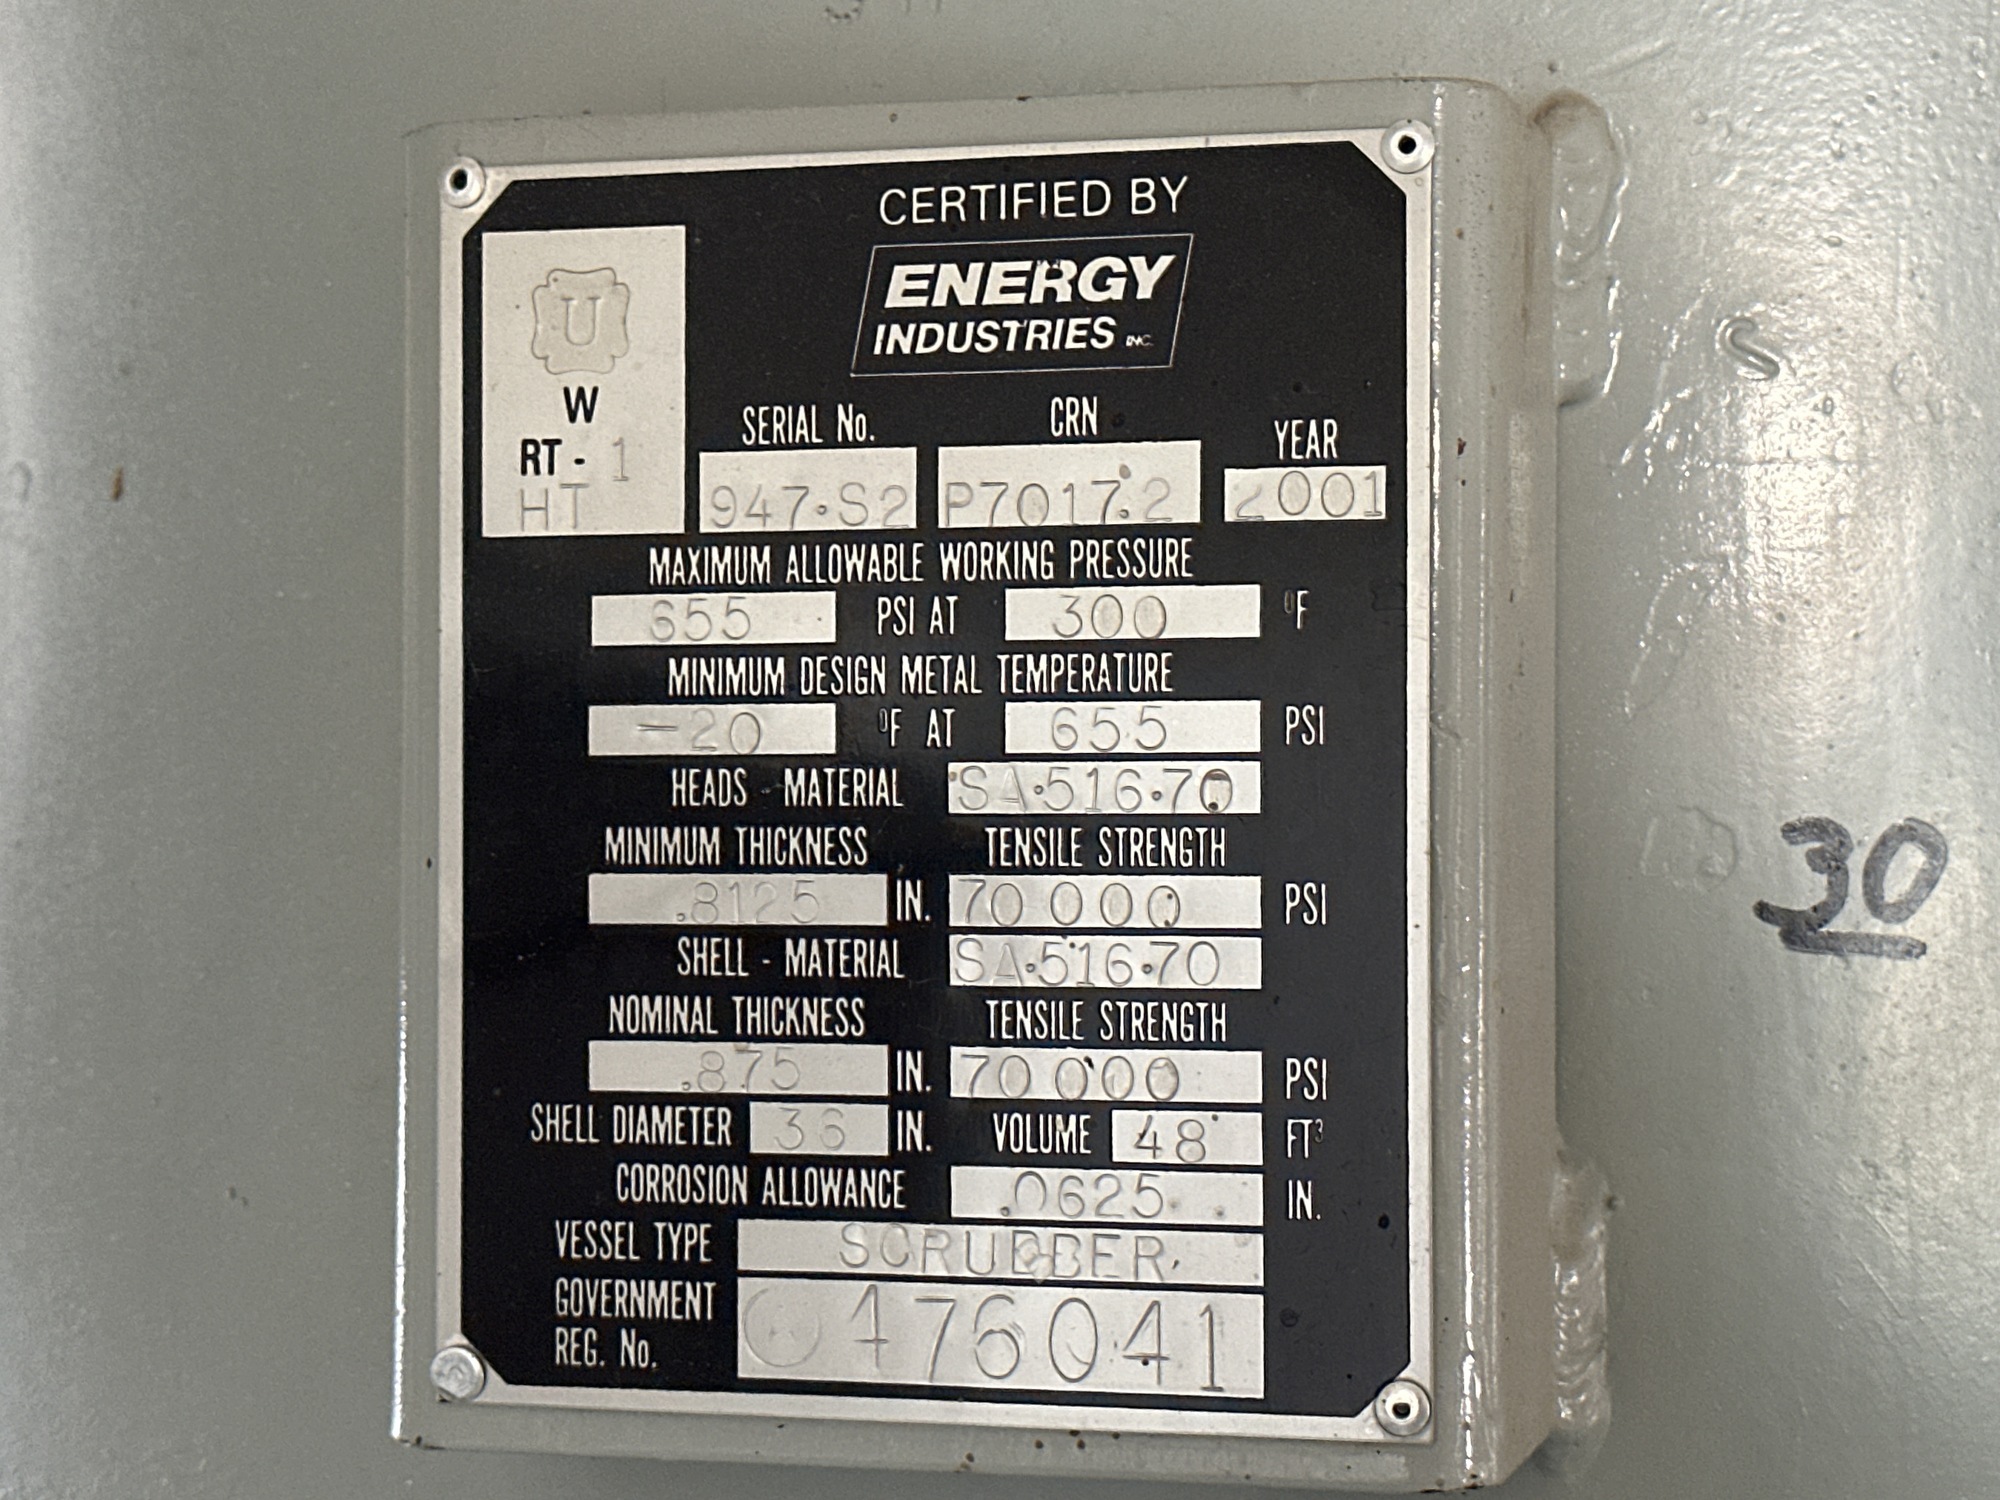 CERTIFIED BY
ENERGY
INDUSTRIES INC.
U
W
RT - 1
HT
SERIAL No. CRN YEAR
947·S2 P7017.2 2001
MAXIMUM ALLOWABLE WORKING PRESSURE
655 PSI AT 300 °F
MINIMUM DESIGN METAL TEMPERATURE
-20 °F AT 655 PSI
HEADS - MATERIAL SA·516·70
MINIMUM THICKNESS TENSILE STRENGTH
.8125 IN. 70 000 PSI
SHELL - MATERIAL SA·516·70
NOMINAL THICKNESS TENSILE STRENGTH
.875 IN. 70 000 PSI
SHELL DIAMETER 36 IN. VOLUME 48 FT³
CORROSION ALLOWANCE .0625 IN.
VESSEL TYPE SCRUBBER
GOVERNMENT
REG. No. 476041
S
30